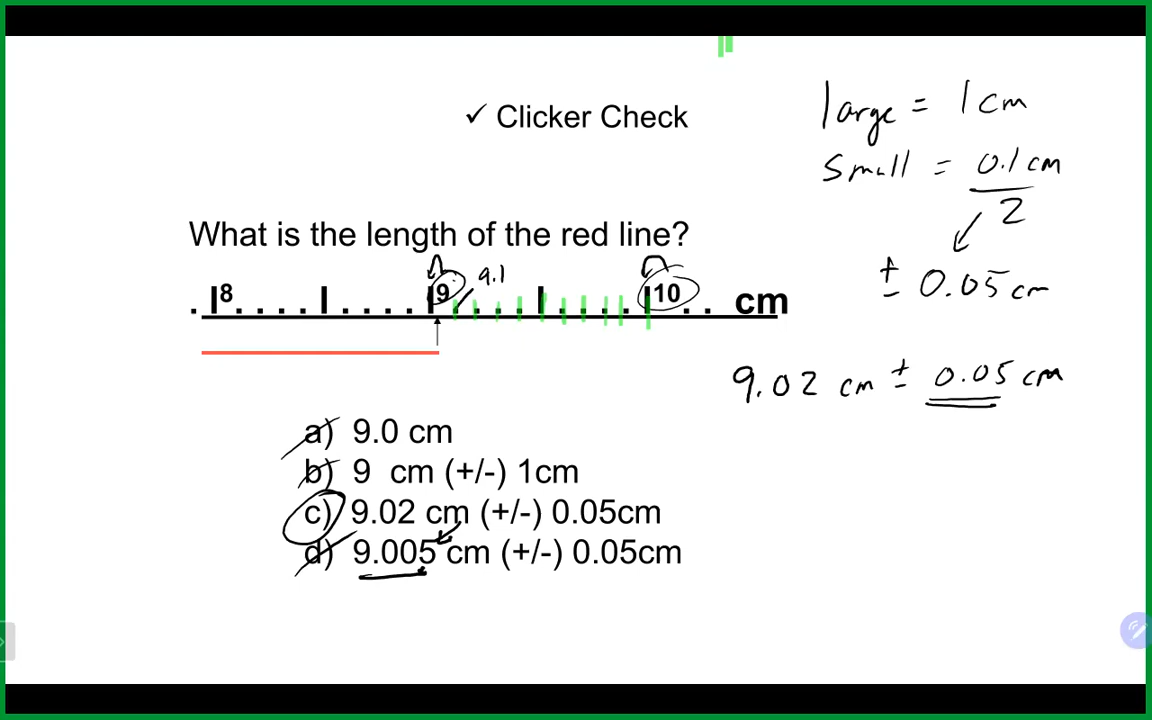 ✓ Clicker Check
large = 1 cm
small = 0.1 cm
2
± 0.05 cm
What is the length of the red line?
9.1
. |8 . . . . | . . . . |9 . . . . | . . . . |10 . . cm
9.02 cm ± 0.05 cm
a) 9.0 cm
b) 9 cm (+/-) 1cm
c) 9.02 cm (+/-) 0.05cm
d) 9.005 cm (+/-) 0.05cm